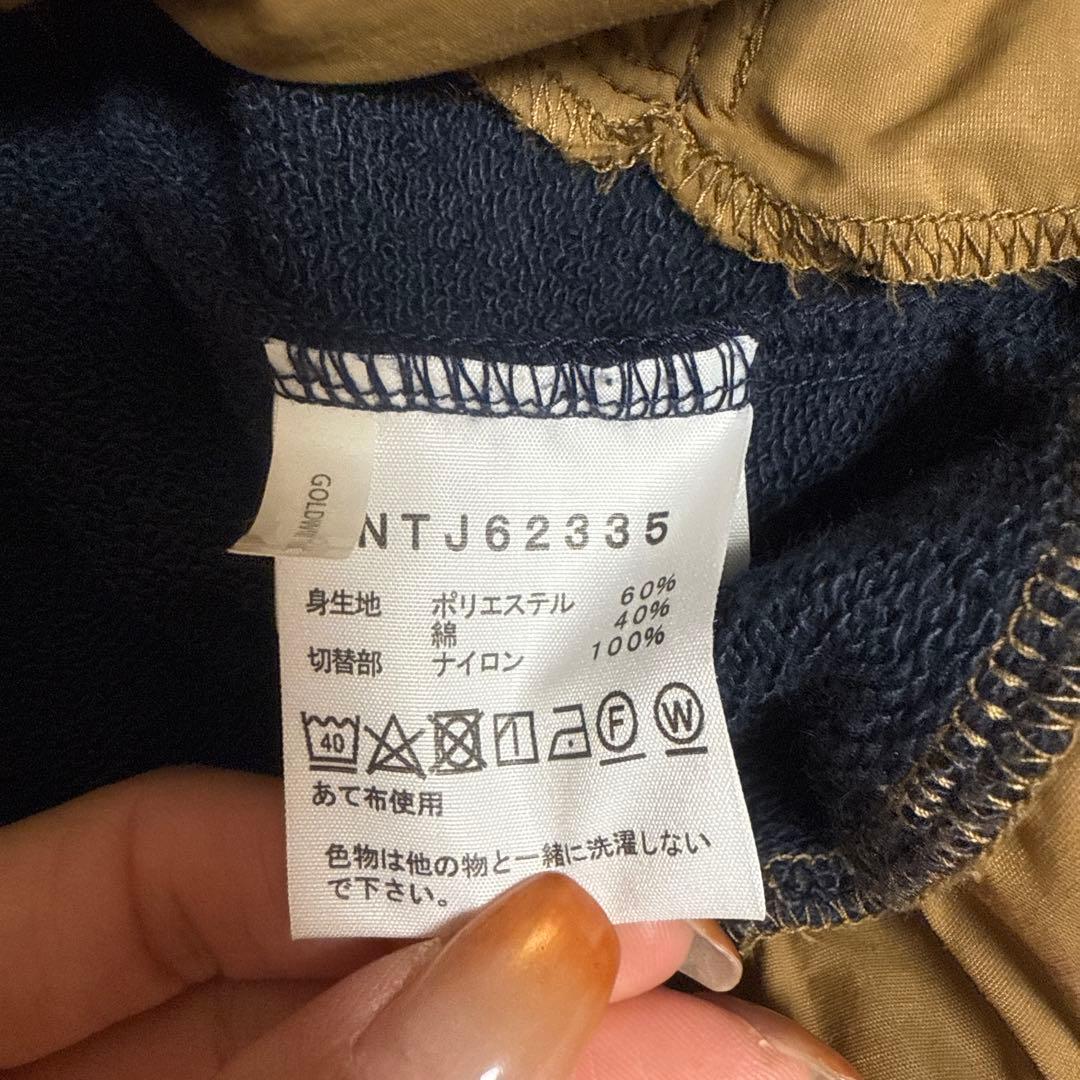 GOLDWI
NTJ62335
身生地 ポリエステル 60%
綿 40%
切替部 ナイロン 100%
40 F W
あて布使用
色物は他の物と一緒に洗濯しない
で下さい。